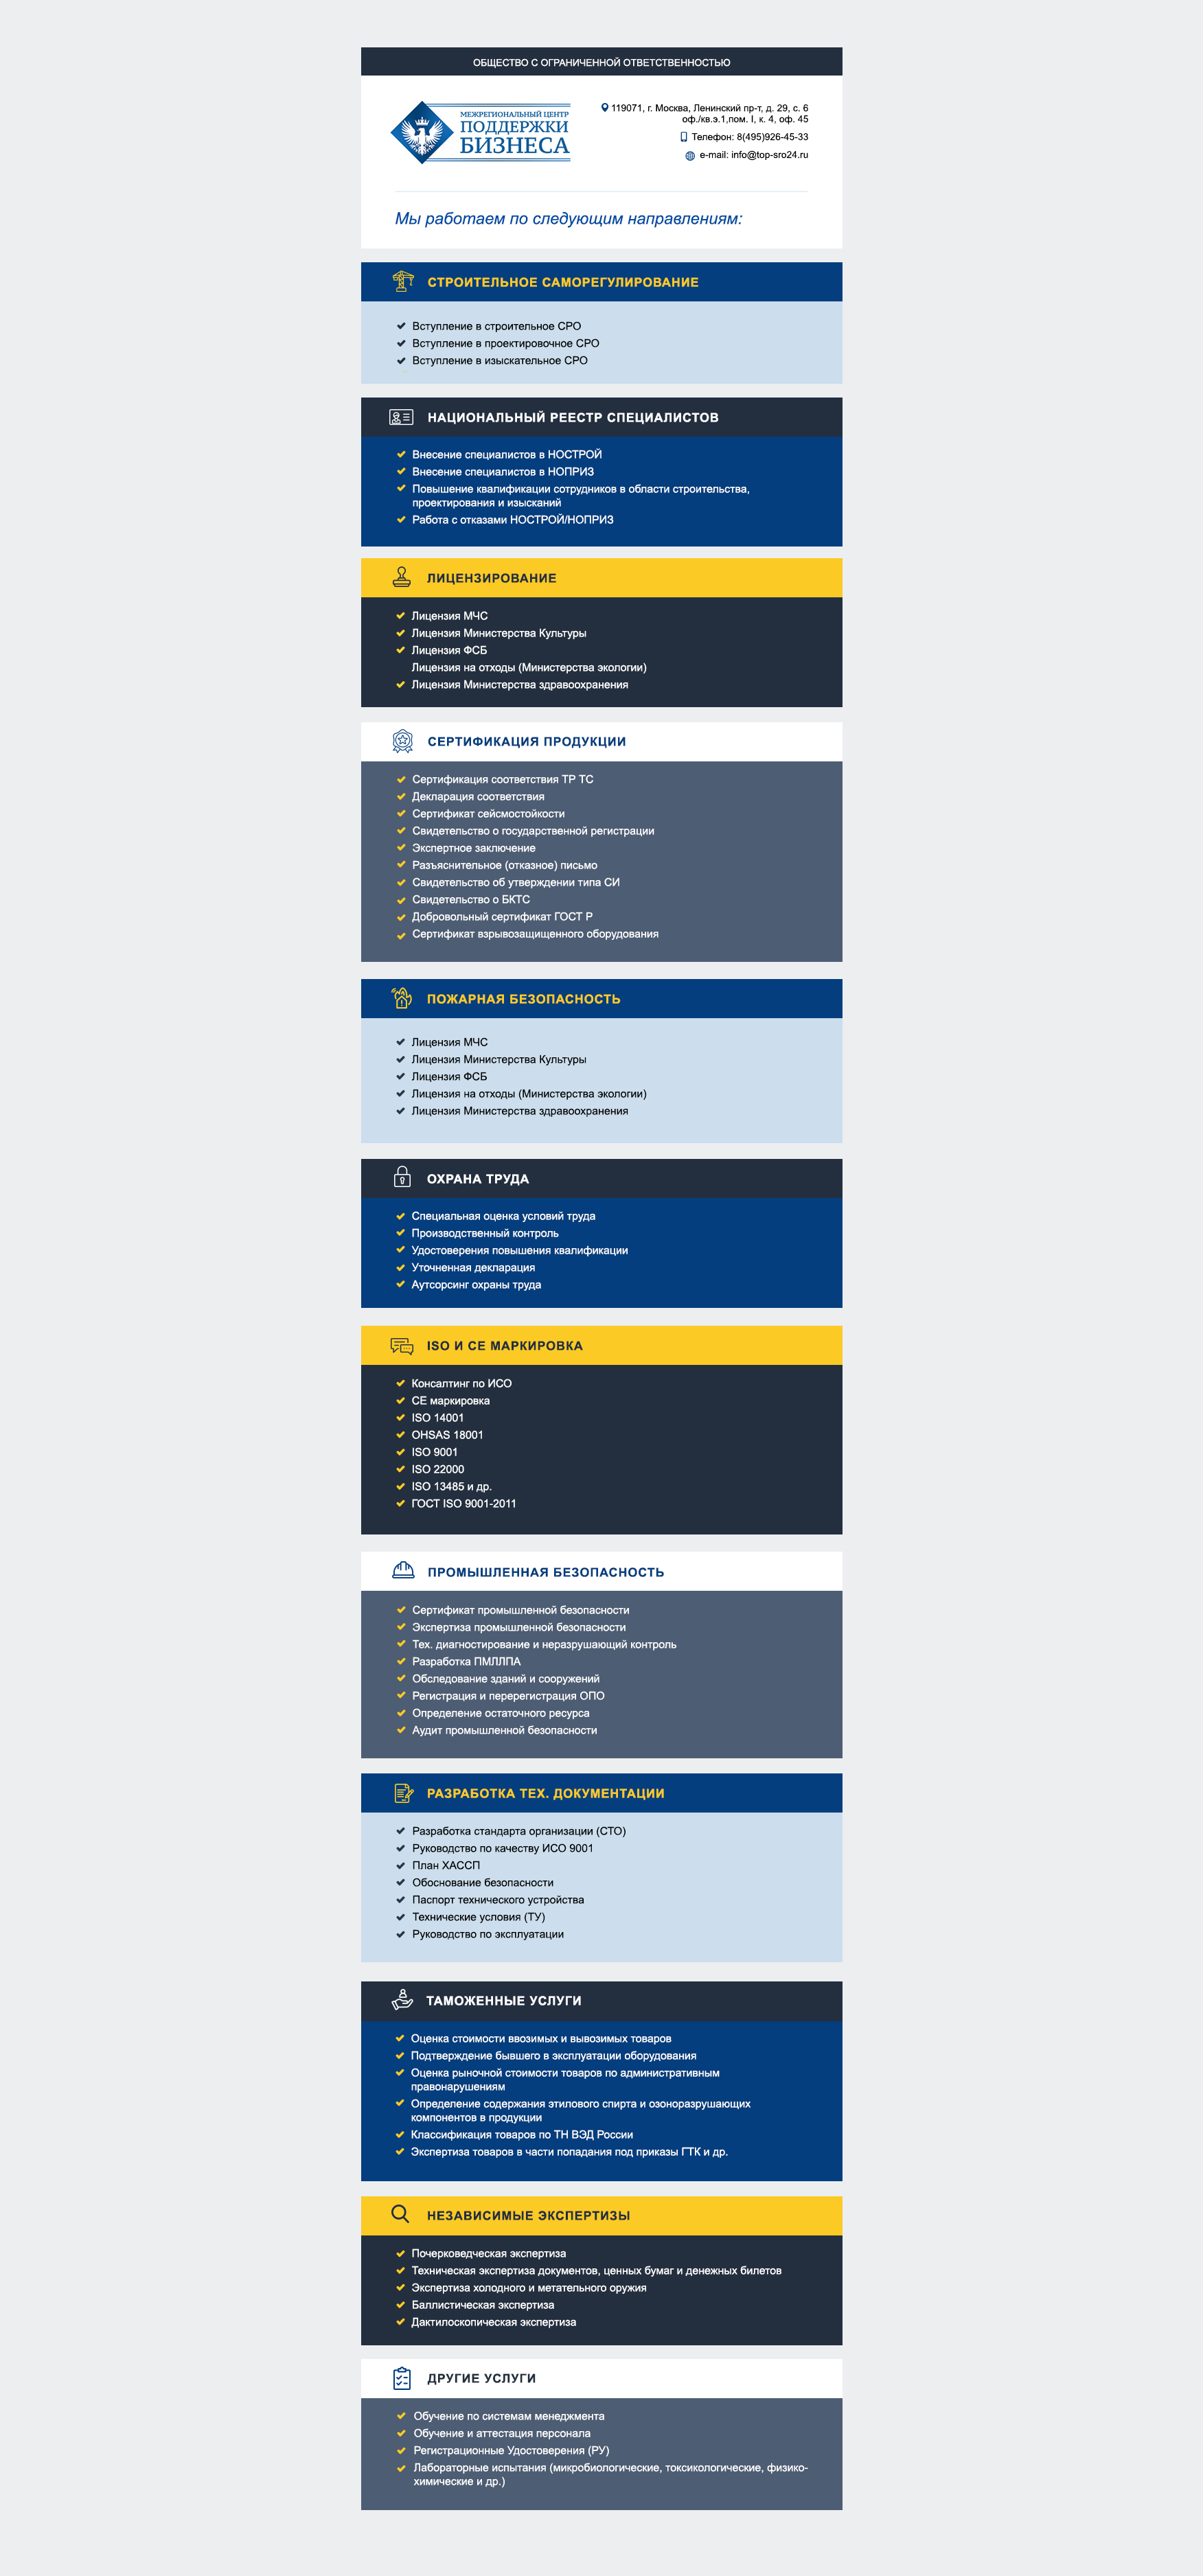 ОБЩЕСТВО С ОГРАНИЧЕННОЙ ОТВЕТСТВЕННОСТЬЮ
МЕЖРЕГИОНАЛЬНЫЙ ЦЕНТР
ПОДДЕРЖКИ
БИЗНЕСА
119071, г. Москва, Ленинский пр-т, д. 29, с. 6
оф./кв.э.1,пом. I, к. 4, оф. 45
Телефон: 8(495)926-45-33
e-mail: info@top-sro24.ru
Мы работаем по следующим направлениям:
СТРОИТЕЛЬНОЕ САМОРЕГУЛИРОВАНИЕ
Вступление в строительное СРО
Вступление в проектировочное СРО
Вступление в изыскательное СРО
НАЦИОНАЛЬНЫЙ РЕЕСТР СПЕЦИАЛИСТОВ
Внесение специалистов в НОСТРОЙ
Внесение специалистов в НОПРИЗ
Повышение квалификации сотрудников в области строительства,
проектирования и изысканий
Работа с отказами НОСТРОЙ/НОПРИЗ
ЛИЦЕНЗИРОВАНИЕ
Лицензия МЧС
Лицензия Министерства Культуры
Лицензия ФСБ
Лицензия на отходы (Министерства экологии)
Лицензия Министерства здравоохранения
СЕРТИФИКАЦИЯ ПРОДУКЦИИ
Сертификация соответствия ТР ТС
Декларация соответствия
Сертификат сейсмостойкости
Свидетельство о государственной регистрации
Экспертное заключение
Разъяснительное (отказное) письмо
Свидетельство об утверждении типа СИ
Свидетельство о БКТС
Добровольный сертификат ГОСТ Р
Сертификат взрывозащищенного оборудования
ПОЖАРНАЯ БЕЗОПАСНОСТЬ
Лицензия МЧС
Лицензия Министерства Культуры
Лицензия ФСБ
Лицензия на отходы (Министерства экологии)
Лицензия Министерства здравоохранения
ОХРАНА ТРУДА
Специальная оценка условий труда
Производственный контроль
Удостоверения повышения квалификации
Уточненная декларация
Аутсорсинг охраны труда
ISO И CE МАРКИРОВКА
Консалтинг по ИСО
CE маркировка
ISO 14001
OHSAS 18001
ISO 9001
ISO 22000
ISO 13485 и др.
ГОСТ ISO 9001-2011
ПРОМЫШЛЕННАЯ БЕЗОПАСНОСТЬ
Сертификат промышленной безопасности
Экспертиза промышленной безопасности
Тех. диагностирование и неразрушающий контроль
Разработка ПМЛЛПА
Обследование зданий и сооружений
Регистрация и перерегистрация ОПО
Определение остаточного ресурса
Аудит промышленной безопасности
РАЗРАБОТКА ТЕХ. ДОКУМЕНТАЦИИ
Разработка стандарта организации (СТО)
Руководство по качеству ИСО 9001
План ХАССП
Обоснование безопасности
Паспорт технического устройства
Технические условия (ТУ)
Руководство по эксплуатации
ТАМОЖЕННЫЕ УСЛУГИ
Оценка стоимости ввозимых и вывозимых товаров
Подтверждение бывшего в эксплуатации оборудования
Оценка рыночной стоимости товаров по административным
правонарушениям
Определение содержания этилового спирта и озоноразрушающих
компонентов в продукции
Классификация товаров по ТН ВЭД России
Экспертиза товаров в части попадания под приказы ГТК и др.
НЕЗАВИСИМЫЕ ЭКСПЕРТИЗЫ
Почерковедческая экспертиза
Техническая экспертиза документов, ценных бумаг и денежных билетов
Экспертиза холодного и метательного оружия
Баллистическая экспертиза
Дактилоскопическая экспертиза
ДРУГИЕ УСЛУГИ
Обучение по системам менеджмента
Обучение и аттестация персонала
Регистрационные Удостоверения (РУ)
Лабораторные испытания (микробиологические, токсикологические, физико-
химические и др.)